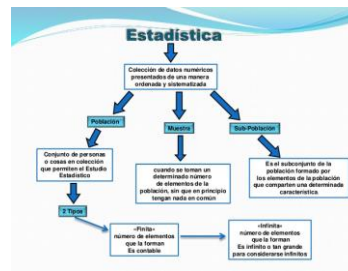 Estadística
Colección de datos numéricos
presentados de una manera
ordenada y sistematizada
Población
Muestra
Sub-Población
Conjunto de personas
o cosas en colección
que permiten el Estudio
Estadístico
cuando se toman un
determinado número
de elementos de la
población, sin que en principio
tengan nada en común
Es el subconjunto de la
población formado por
los elementos de la población
que comparten una determinada
característica
2 Tipos
«Finita»
número de elementos
que la forman
Es contable
«Infinita»
número de elementos
que la forman
Es infinito o tan grande
para considerarse infinitos